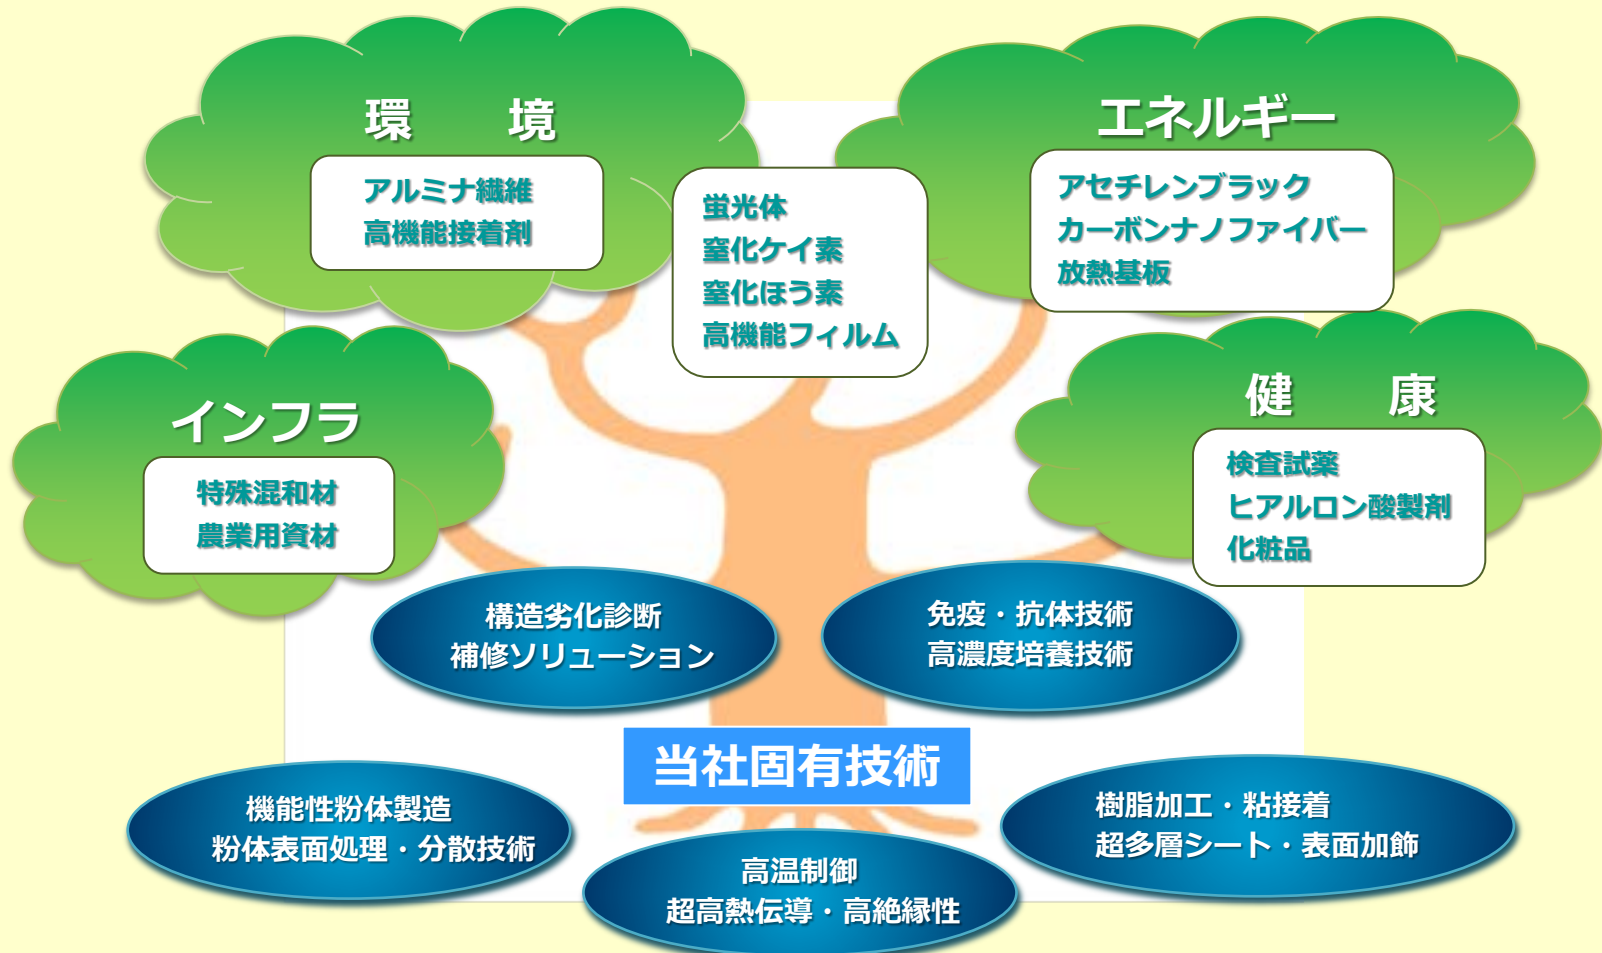 環　境
アルミナ繊維
高機能接着剤
エネルギー
アセチレンブラック
カーボンナノファイバー
放熱基板
蛍光体
窒化ケイ素
窒化ほう素
高機能フィルム
インフラ
特殊混和材
農業用資材
健　康
検査試薬
ヒアルロン酸製剤
化粧品
構造劣化診断
補修ソリューション
免疫・抗体技術
高濃度培養技術
当社固有技術
機能性粉体製造
粉体表面処理・分散技術
高温制御
超高熱伝導・高絶縁性
樹脂加工・粘接着
超多層シート・表面加飾